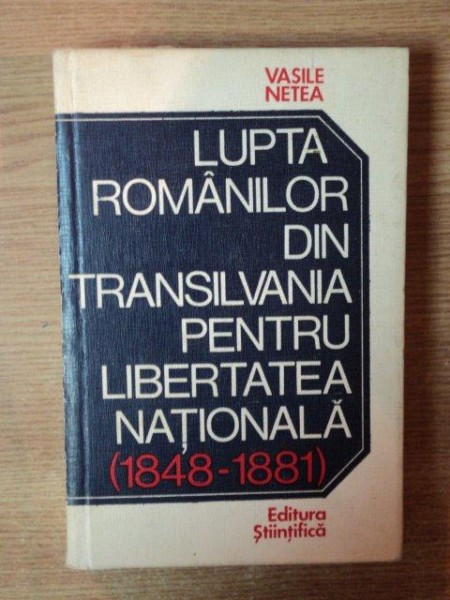 VASILE
NETEA
LUPTA
ROMÂNILOR
DIN
TRANSILVANIA
PENTRU
LIBERTATEA
NAȚIONALĂ
(1848-1881)
Editura
Științifică